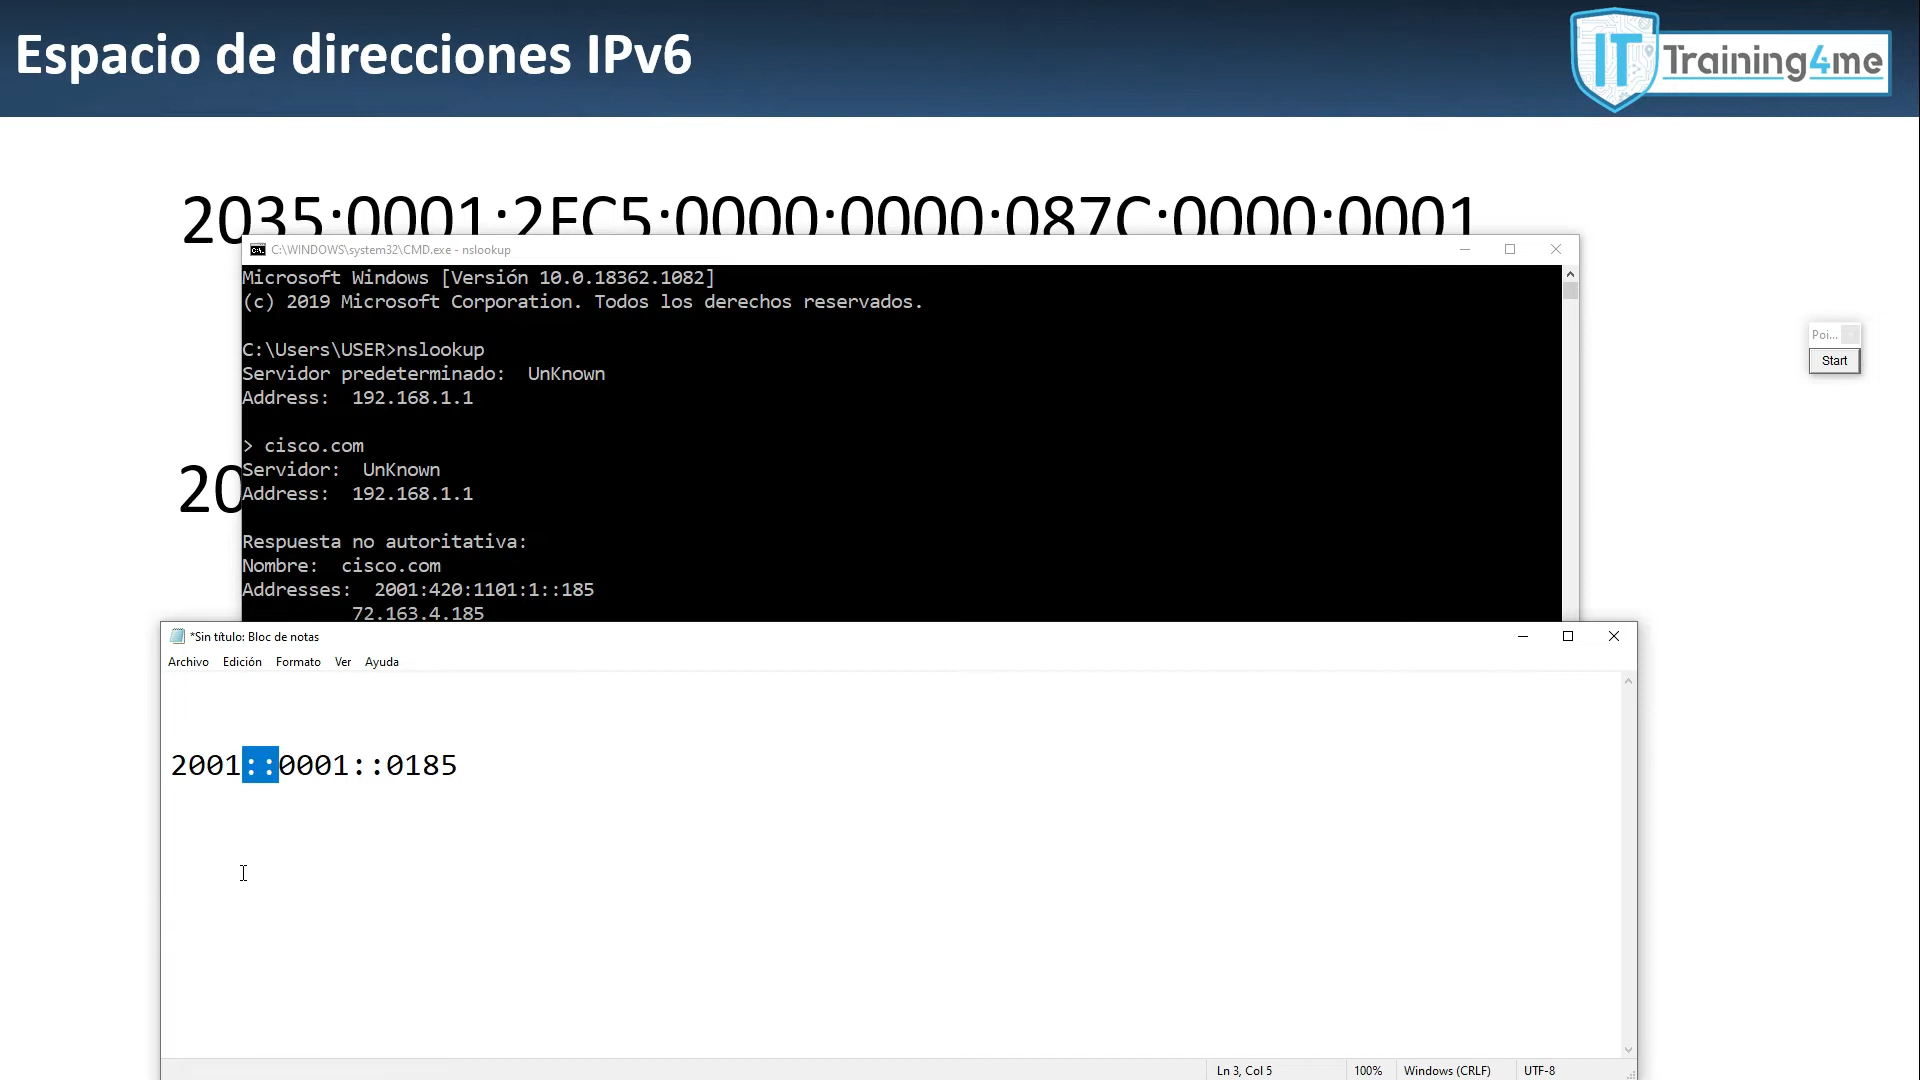 Espacio de direcciones IPv6
IT Training4me
2035:0001:2FC5:0000:0000:087C:0000:0001
C:\WINDOWS\system32\CMD.exe - nslookup
Microsoft Windows [Versión 10.0.18362.1082]
(c) 2019 Microsoft Corporation. Todos los derechos reservados.
Poi...
Start
C:\Users\USER>nslookup
Servidor predeterminado:  UnKnown
Address:  192.168.1.1
> cisco.com
Servidor:  UnKnown
20
Address:  192.168.1.1
Respuesta no autoritativa:
Nombre:  cisco.com
Addresses:  2001:420:1101:1::185
72.163.4.185
*Sin título: Bloc de notas
Archivo Edición Formato Ver Ayuda
2001::0001::0185
Ln 3, Col 5 100% Windows (CRLF) UTF-8